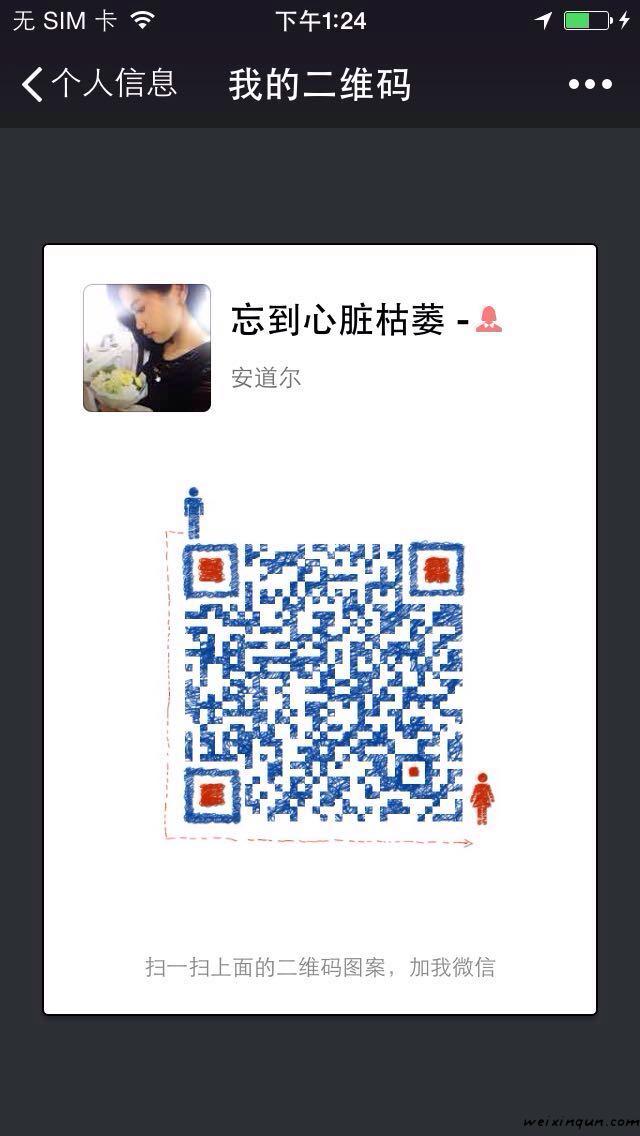 无 SIM 卡 下午1:24
个人信息 我的二维码
忘到心脏枯萎 -
安道尔
扫一扫上面的二维码图案，加我微信
weixinqun.com